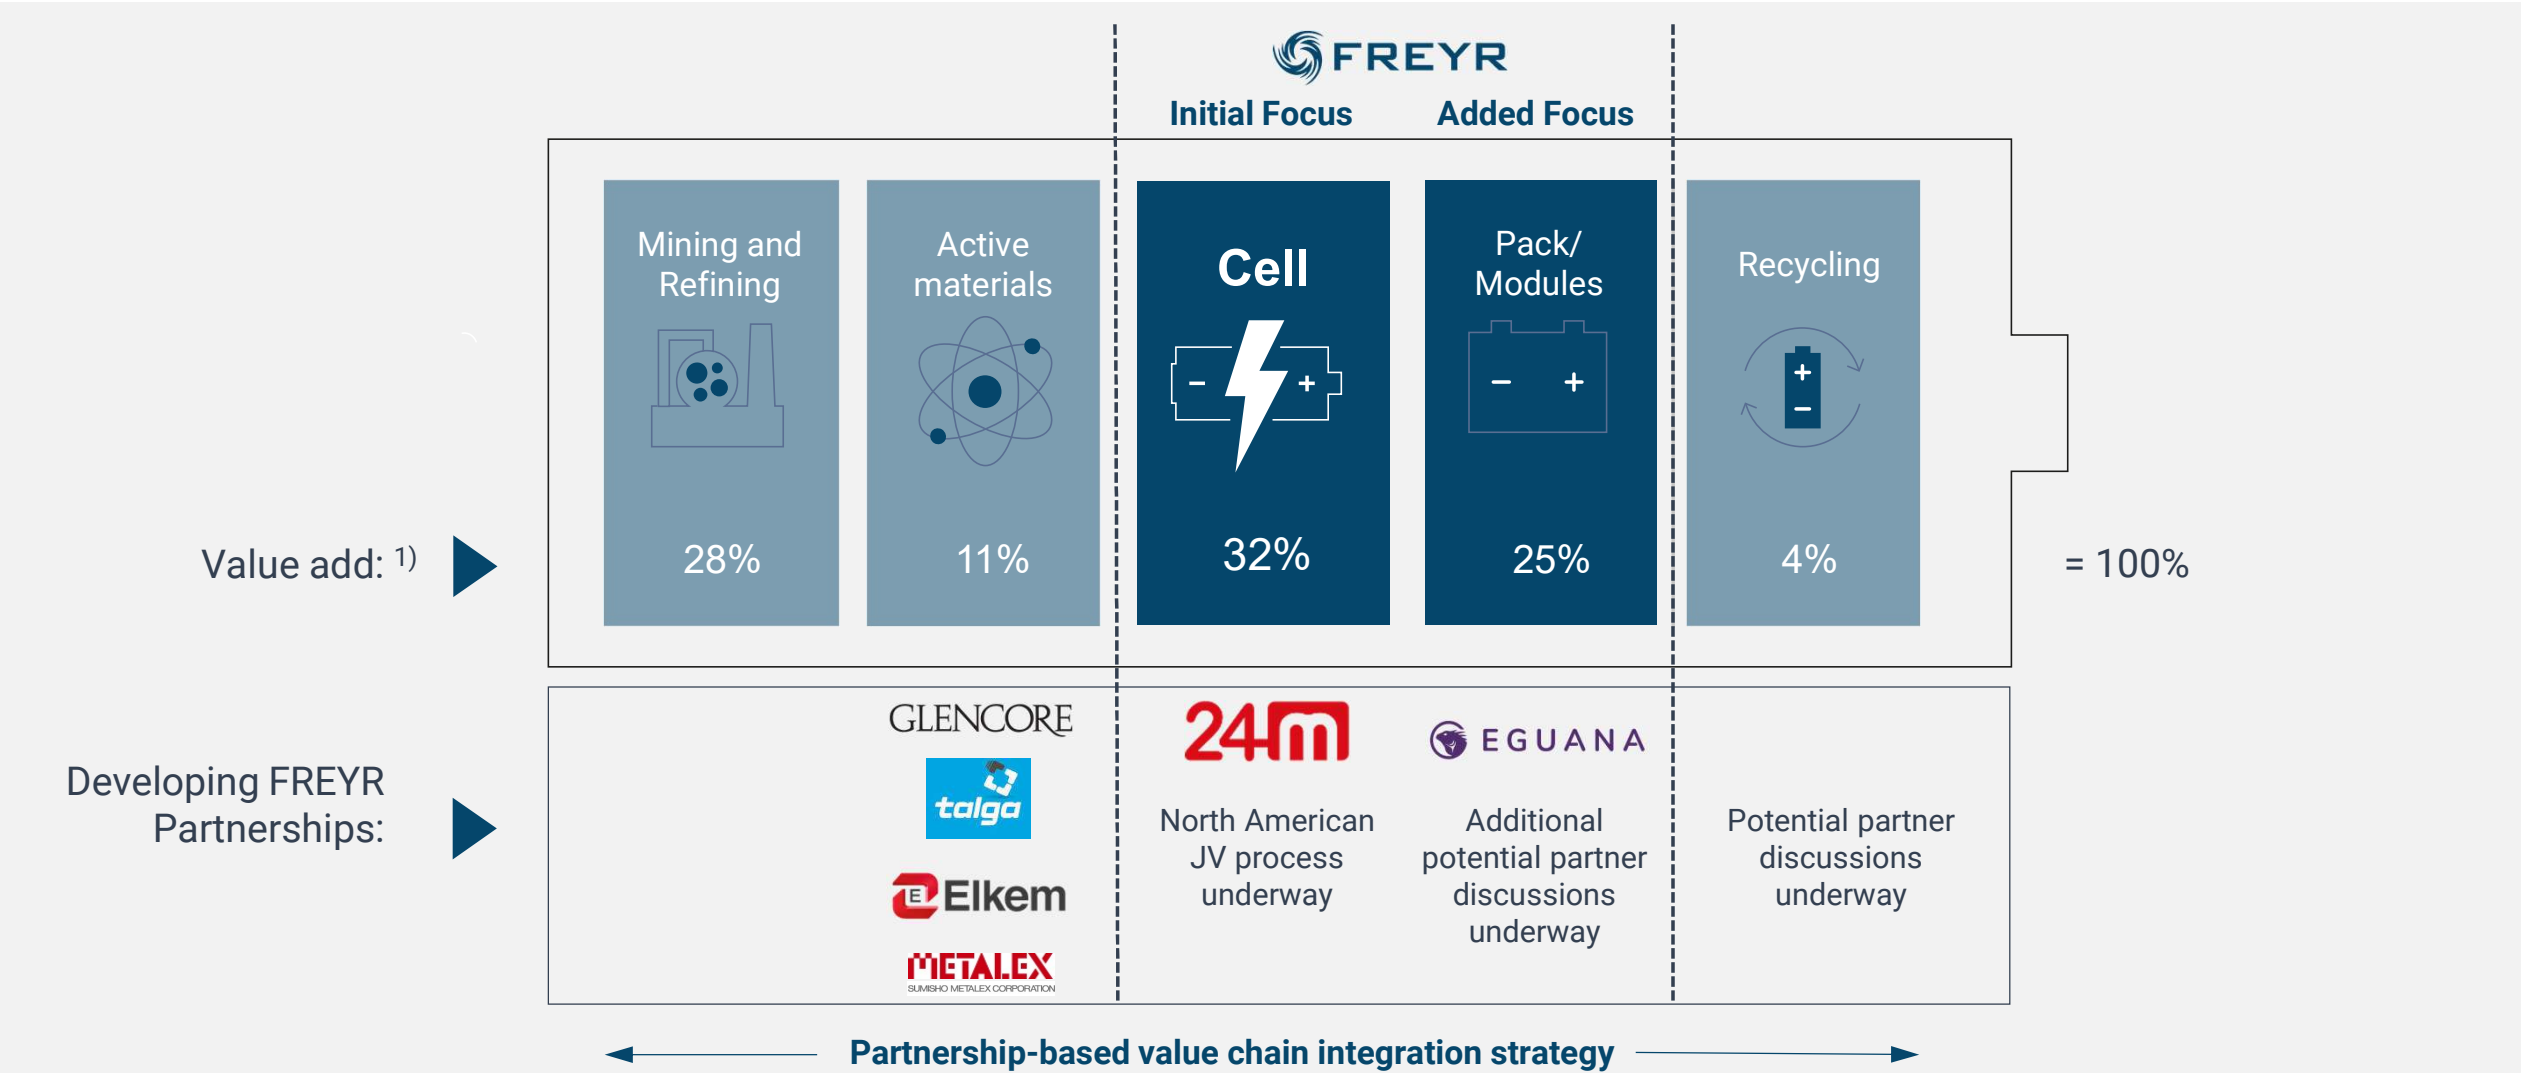 FREYR
Initial Focus
Added Focus
Mining and
Refining
28%
Active
materials
11%
Cell
- +
32%
Pack/
Modules
- +
25%
Recycling
+
-
4%
Value add: 1)
= 100%
Developing FREYR
Partnerships:
GLENCORE
talga
E Elkem
METALEX
SUMISHO METALEX CORPORATION
24m
North American
JV process
underway
EGUANA
Additional
potential partner
discussions
underway
Potential partner
discussions
underway
Partnership-based value chain integration strategy